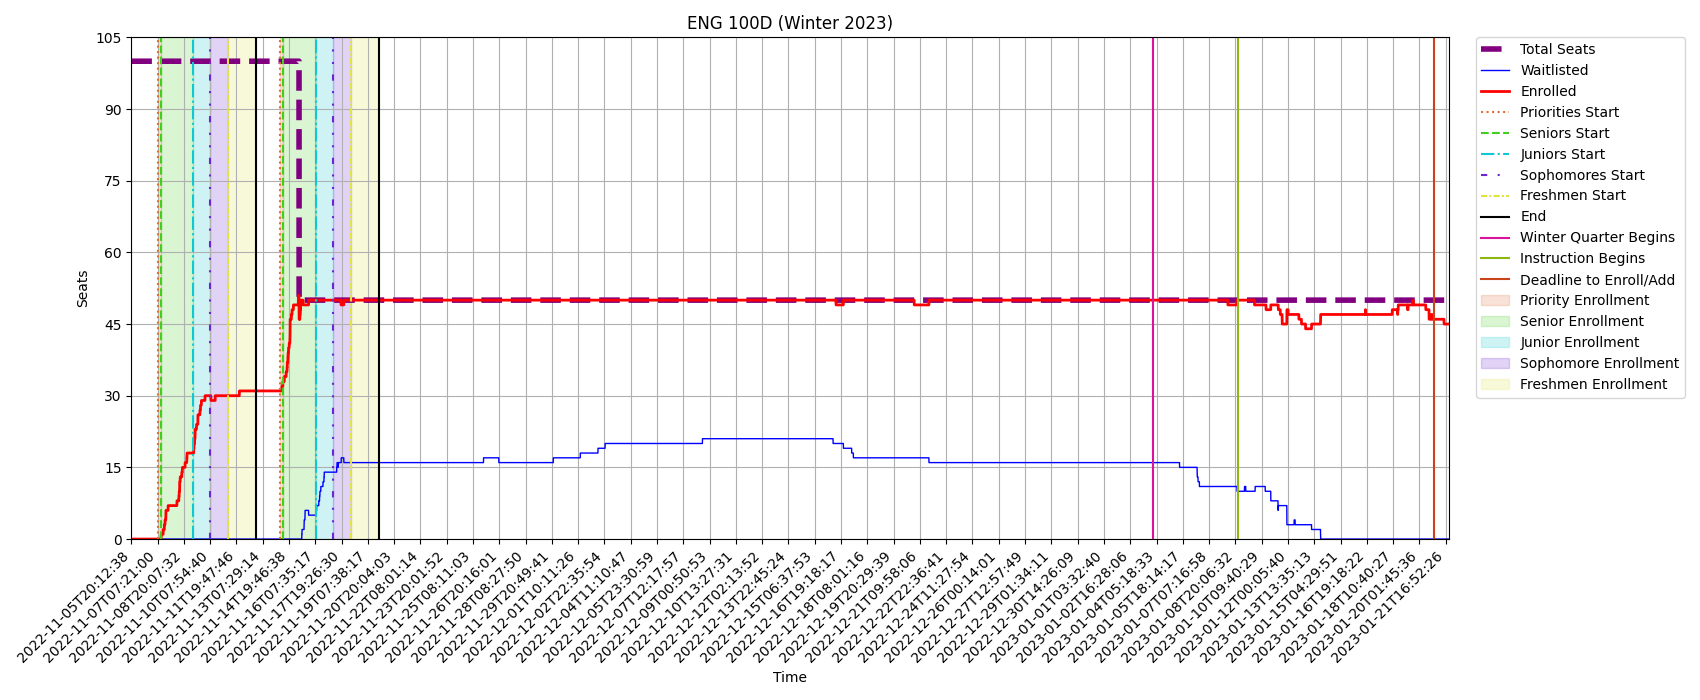 ENG 100D (Winter 2023)
105
90
75
60
45
30
15
0
Seats
2022-11-05T20:12:38
2022-11-07T07:21:00
2022-11-08T20:07:32
2022-11-10T07:54:40
2022-11-11T19:47:46
2022-11-13T07:29:14
2022-11-14T19:46:38
2022-11-16T07:35:17
2022-11-17T19:26:30
2022-11-19T07:38:17
2022-11-20T20:04:03
2022-11-22T08:01:14
2022-11-23T20:01:52
2022-11-25T08:11:03
2022-11-26T20:16:01
2022-11-28T08:27:50
2022-11-29T20:49:41
2022-12-01T10:11:26
2022-12-02T22:35:54
2022-12-04T11:10:47
2022-12-05T23:30:59
2022-12-07T12:17:57
2022-12-09T00:50:53
2022-12-10T13:27:31
2022-12-12T02:13:52
2022-12-13T22:45:24
2022-12-15T06:37:53
2022-12-16T19:18:17
2022-12-18T08:01:16
2022-12-19T20:29:39
2022-12-21T09:58:06
2022-12-22T22:36:41
2022-12-24T11:27:54
2022-12-26T00:14:01
2022-12-27T12:57:49
2022-12-29T01:34:11
2022-12-30T14:26:09
2023-01-01T03:32:40
2023-01-02T16:28:06
2023-01-04T05:18:33
2023-01-05T18:14:17
2023-01-07T07:16:58
2023-01-08T20:06:32
2023-01-10T09:40:29
2023-01-12T00:05:40
2023-01-13T13:35:13
2023-01-15T04:29:51
2023-01-16T19:18:22
2023-01-18T10:40:27
2023-01-20T01:45:36
2023-01-21T16:52:26
Time
Total Seats
Waitlisted
Enrolled
Priorities Start
Seniors Start
Juniors Start
Sophomores Start
Freshmen Start
End
Winter Quarter Begins
Instruction Begins
Deadline to Enroll/Add
Priority Enrollment
Senior Enrollment
Junior Enrollment
Sophomore Enrollment
Freshmen Enrollment